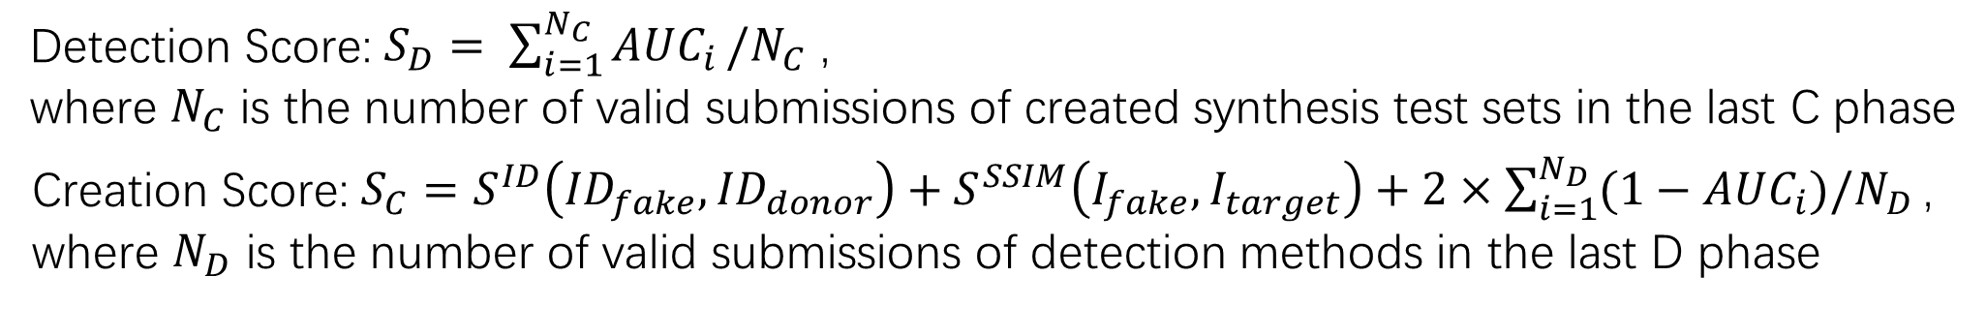 Detection Score: $S_D = \sum_{i=1}^{N_C} AUC_i / N_C$ ,
where $N_C$ is the number of valid submissions of created synthesis test sets in the last C phase
Creation Score: $S_C = S^{ID}(ID_{fake}, ID_{donor}) + S^{SSIM}(I_{fake}, I_{target}) + 2 \times \sum_{i=1}^{N_D} (1 - AUC_i) / N_D$ ,
where $N_D$ is the number of valid submissions of detection methods in the last D phase